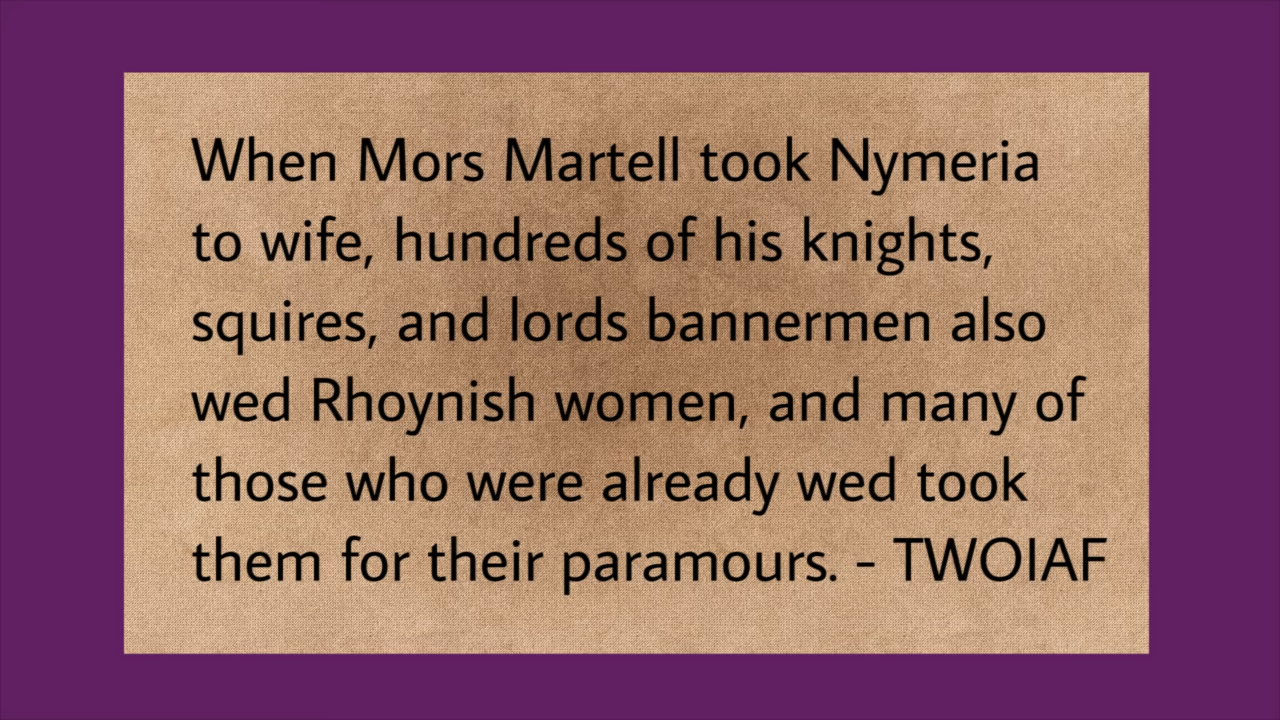 When Mors Martell took Nymeria
to wife, hundreds of his knights,
squires, and lords bannermen also
wed Rhoynish women, and many of
those who were already wed took
them for their paramours. - TWOIAF